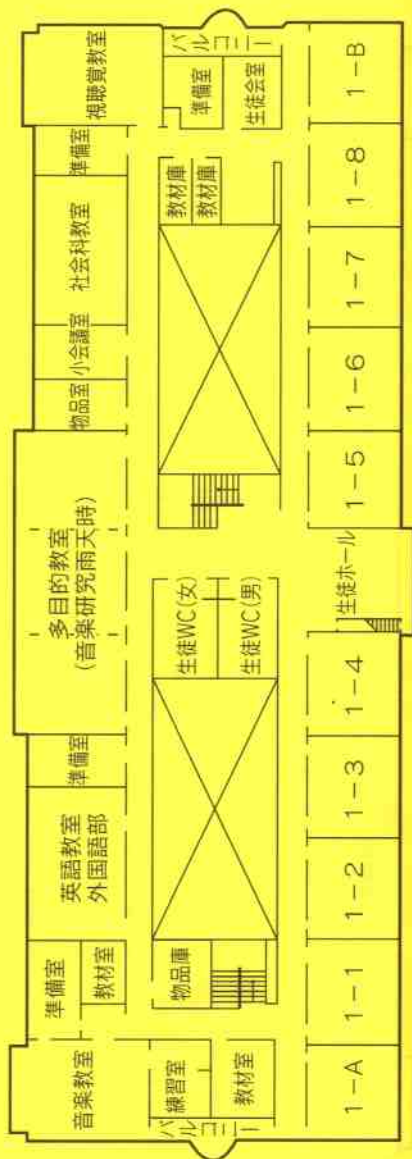 音楽教室
準備室
教材室
英語教室
外国語部
準備室
多目的教室
(音楽研究雨天時)
物品室
小会議室
社会科教室
準備室
視聴覚教室
練習室
教材室
バルコニー
物品庫
生徒WC(女)
生徒WC(男)
教材庫
教材庫
準備室
生徒会室
バルコニー
1-A
1-1
1-2
1-3
1-4
生徒ホール
1-5
1-6
1-7
1-8
1-B